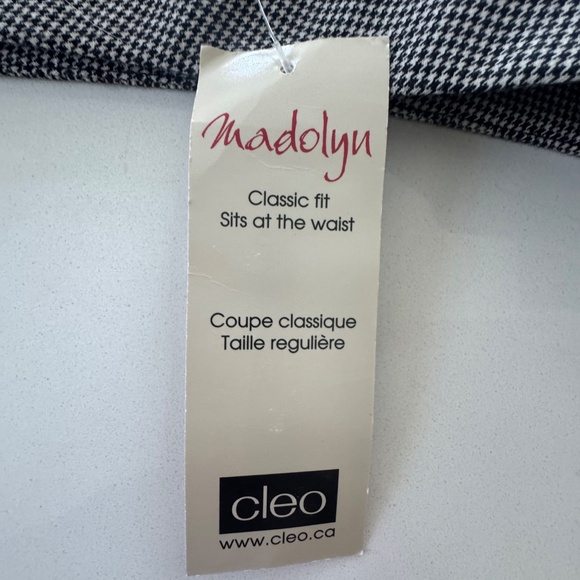 Madolyn
Classic fit
Sits at the waist
Coupe classique
Taille regulière
cleo
www.cleo.ca